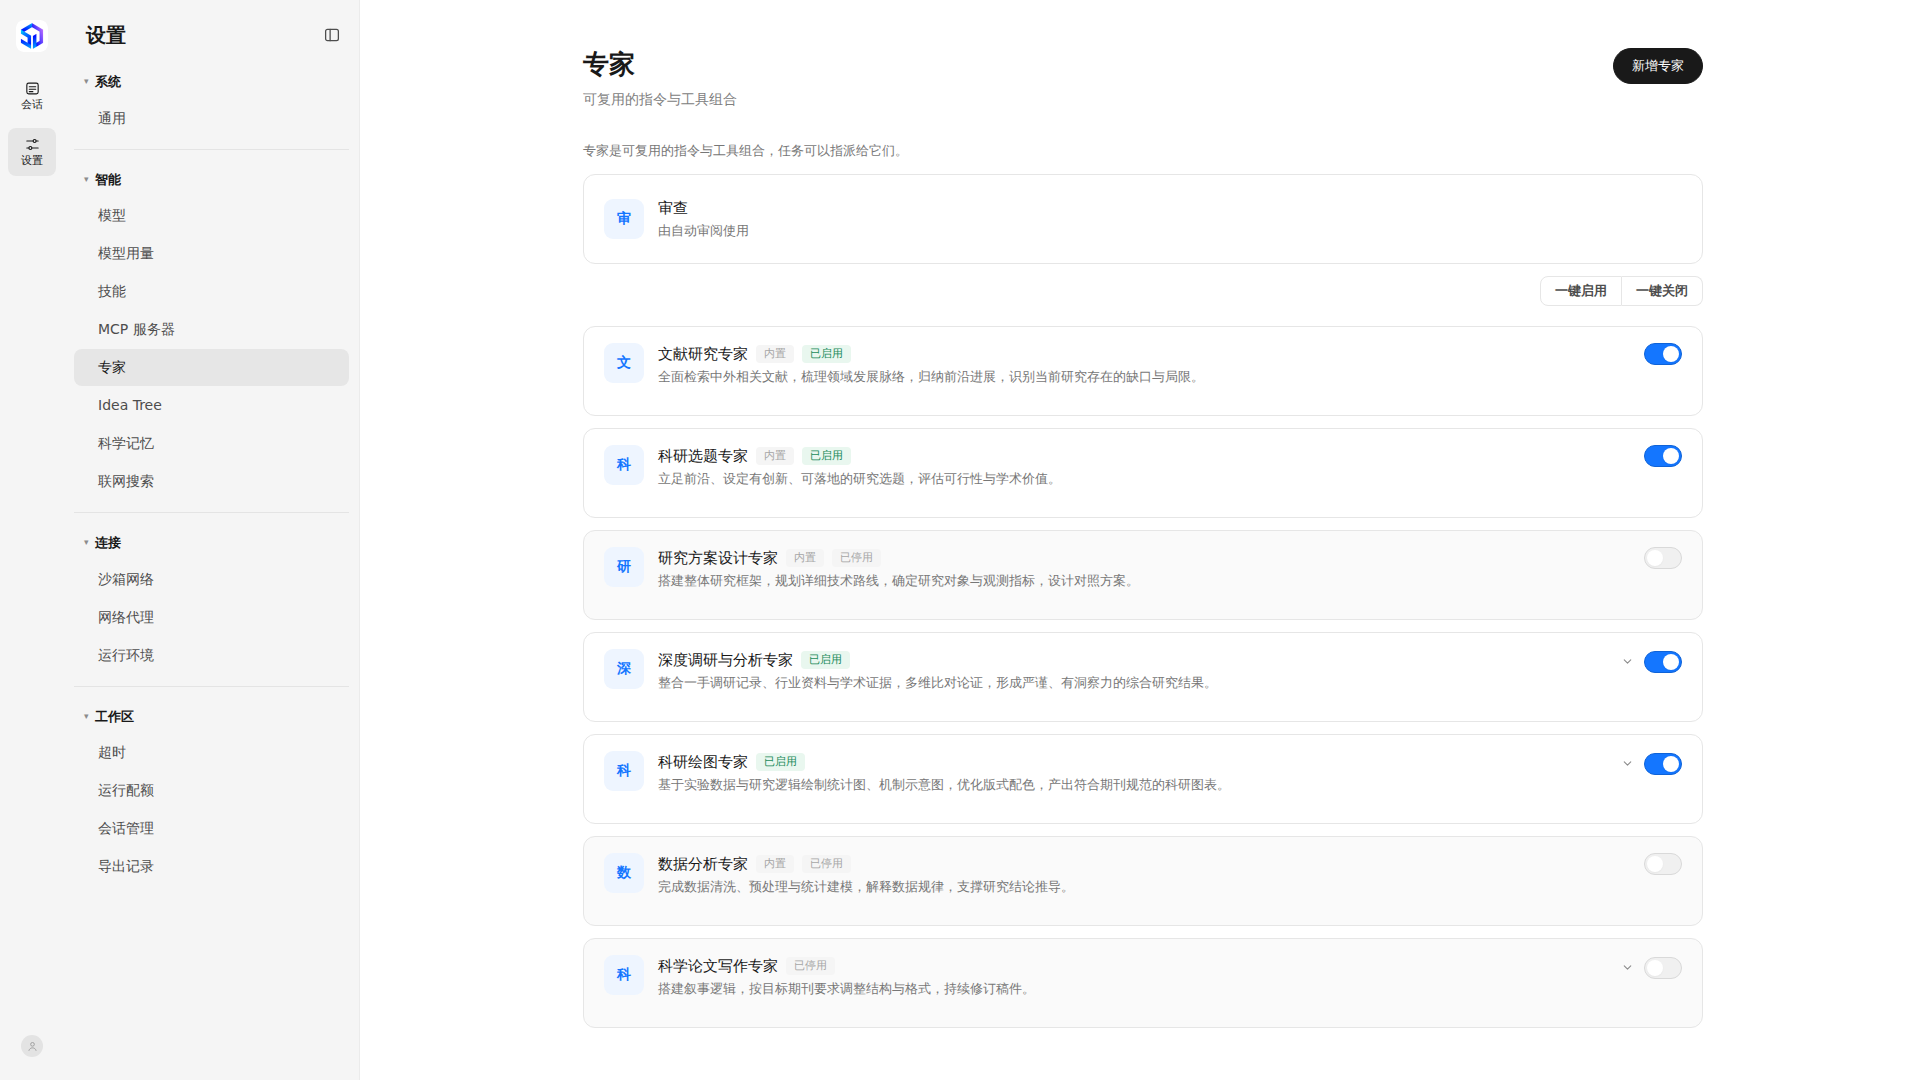 设置
会话
设置
系统
通用
智能
模型
模型用量
技能
MCP 服务器
专家
Idea Tree
科学记忆
联网搜索
连接
沙箱网络
网络代理
运行环境
工作区
超时
运行配额
会话管理
导出记录
专家
新增专家
可复用的指令与工具组合
专家是可复用的指令与工具组合，任务可以指派给它们。
审
审查
由自动审阅使用
一键启用 一键关闭
文
文献研究专家 内置 已启用
全面检索中外相关文献，梳理领域发展脉络，归纳前沿进展，识别当前研究存在的缺口与局限。
科
科研选题专家 内置 已启用
立足前沿、设定有创新、可落地的研究选题，评估可行性与学术价值。
研
研究方案设计专家 内置 已停用
搭建整体研究框架，规划详细技术路线，确定研究对象与观测指标，设计对照方案。
深
深度调研与分析专家 已启用
整合一手调研记录、行业资料与学术证据，多维比对论证，形成严谨、有洞察力的综合研究结果。
科
科研绘图专家 已启用
基于实验数据与研究逻辑绘制统计图、机制示意图，优化版式配色，产出符合期刊规范的科研图表。
数
数据分析专家 内置 已停用
完成数据清洗、预处理与统计建模，解释数据规律，支撑研究结论推导。
科
科学论文写作专家 已停用
搭建叙事逻辑，按目标期刊要求调整结构与格式，持续修订稿件。